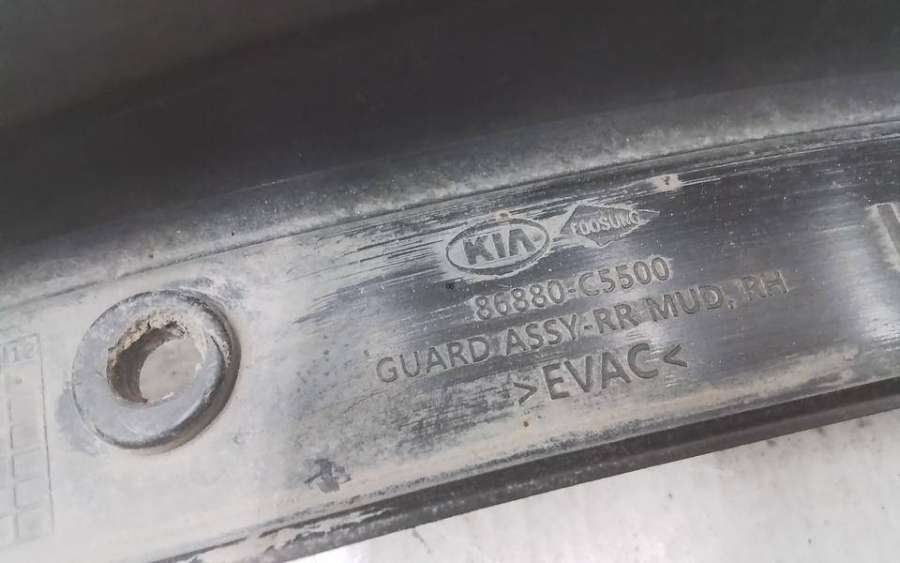 KIA FOOSUNG
86880-C5500
GUARD ASSY-RR MUD, RH
>EVAC<